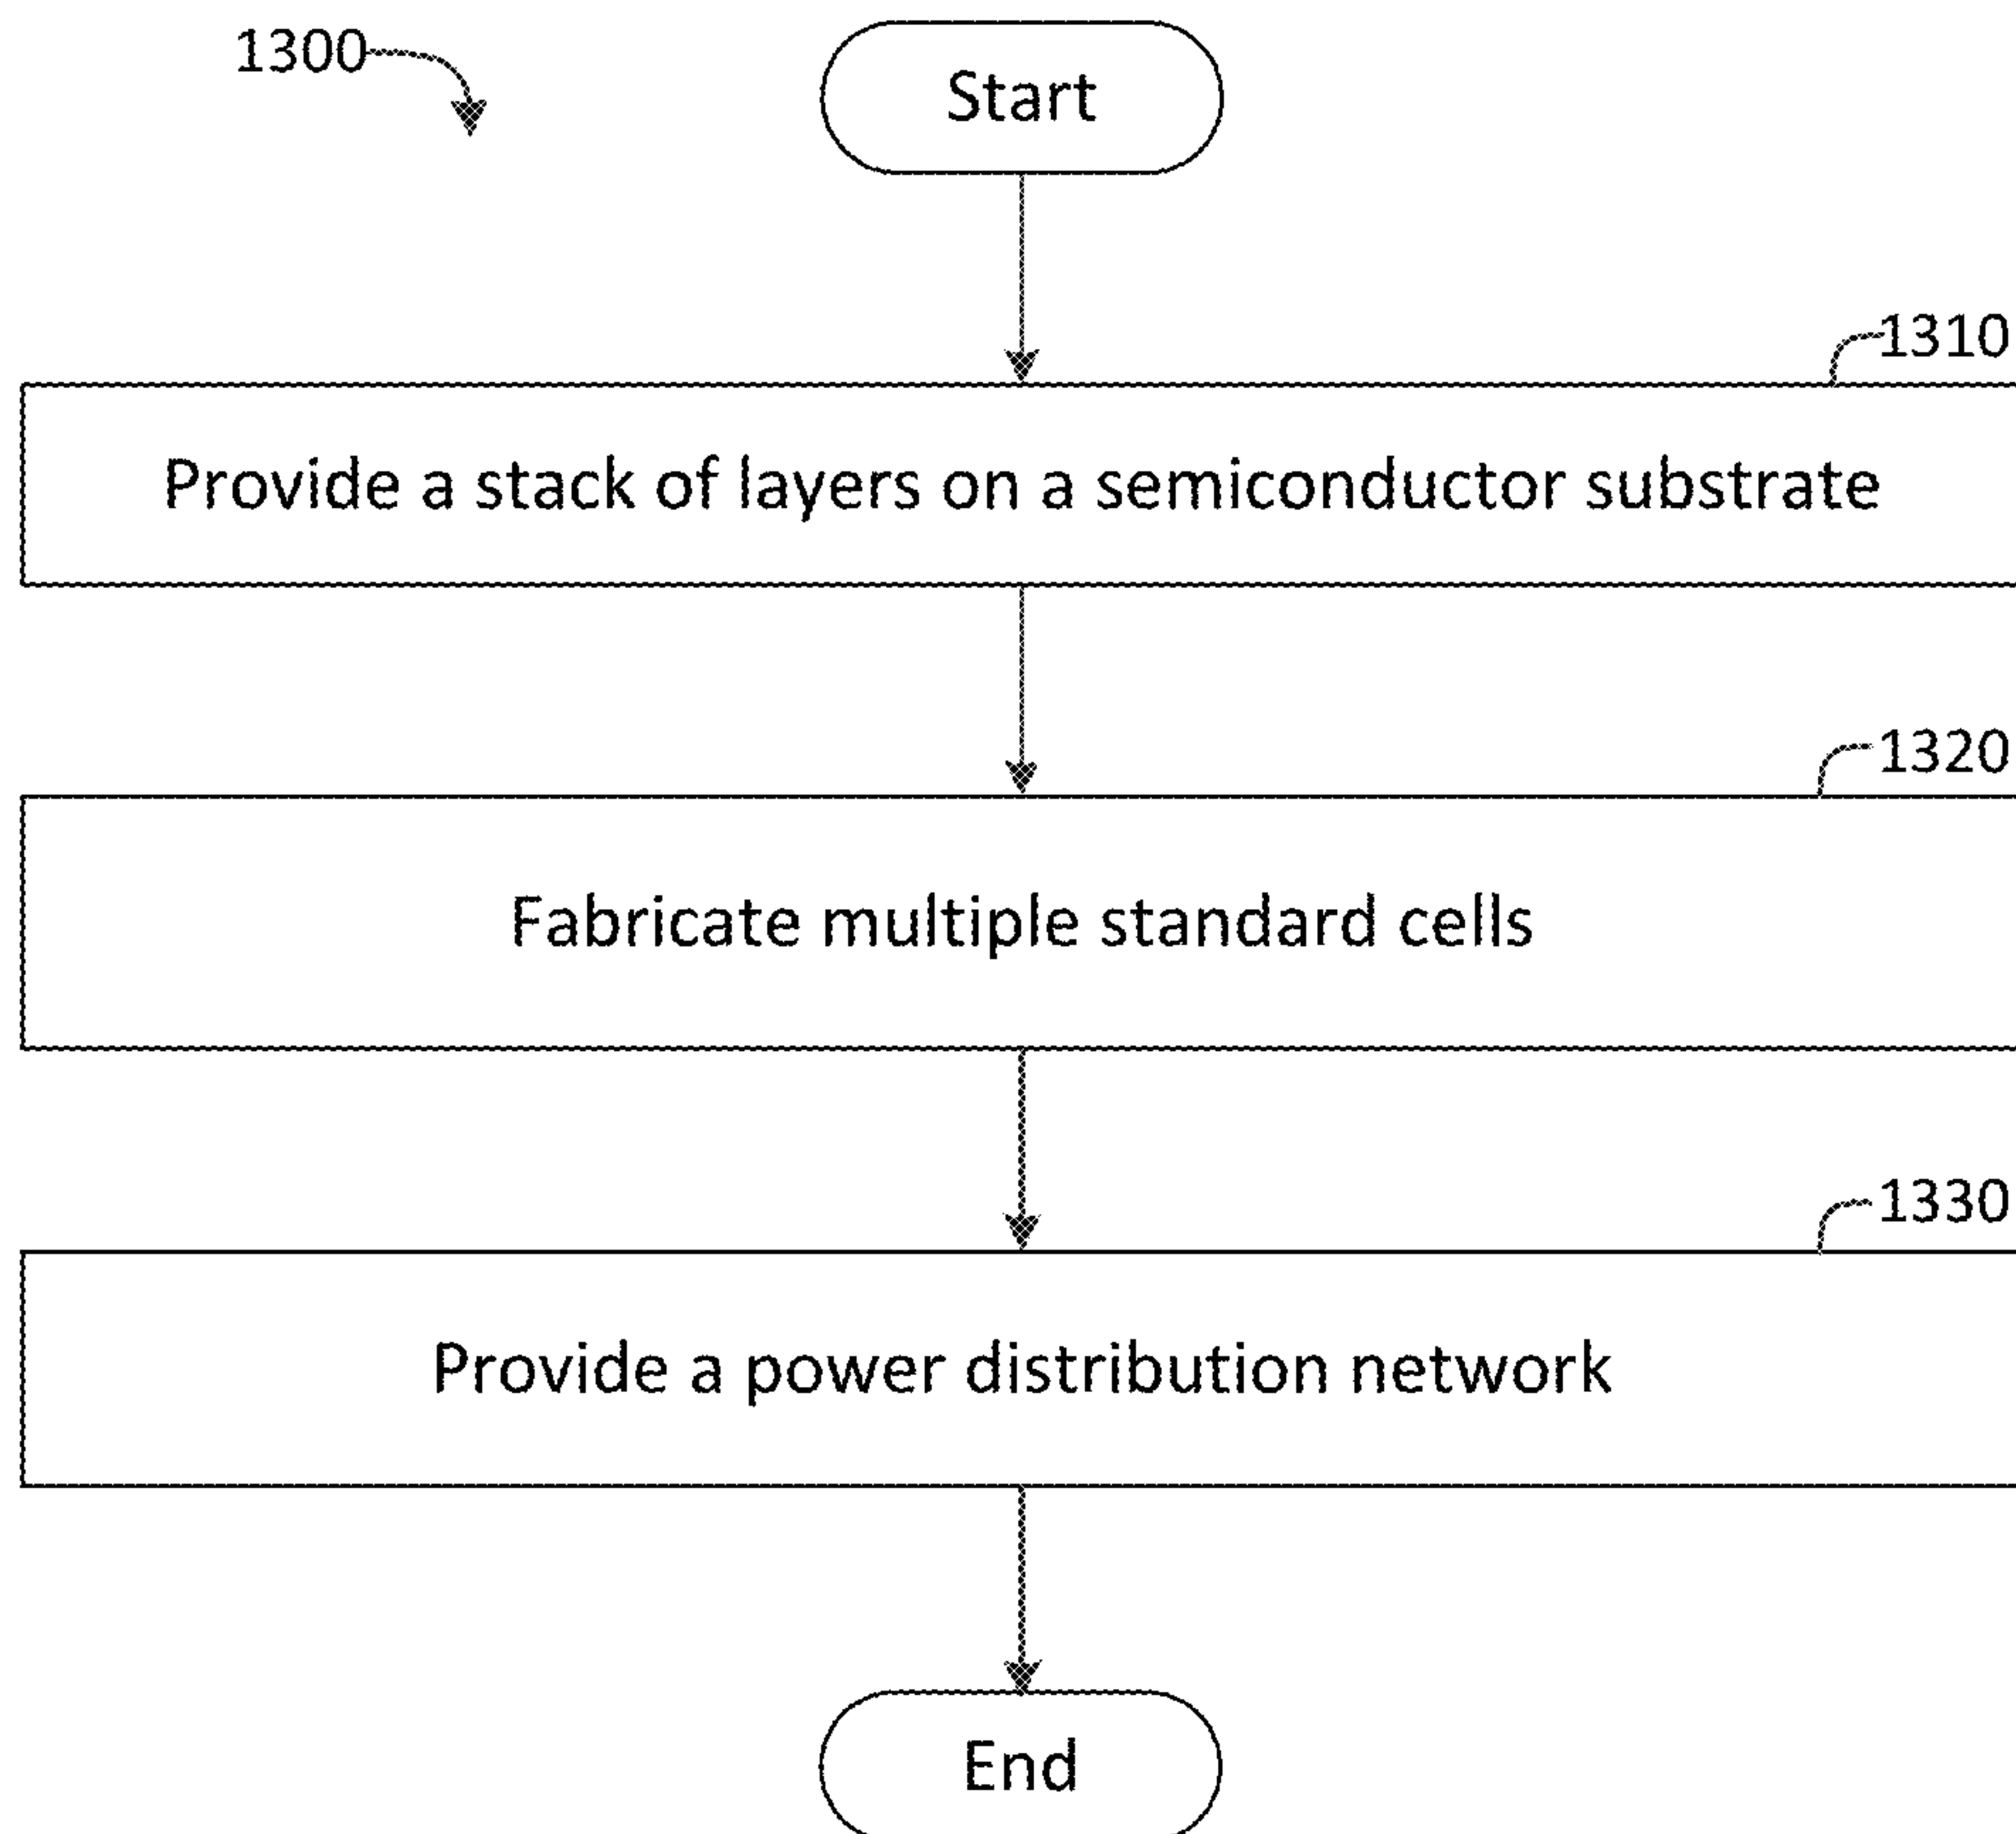 1300
Start
1310
Provide a stack of layers on a semiconductor substrate
1320
Fabricate multiple standard cells
1330
Provide a power distribution network
End